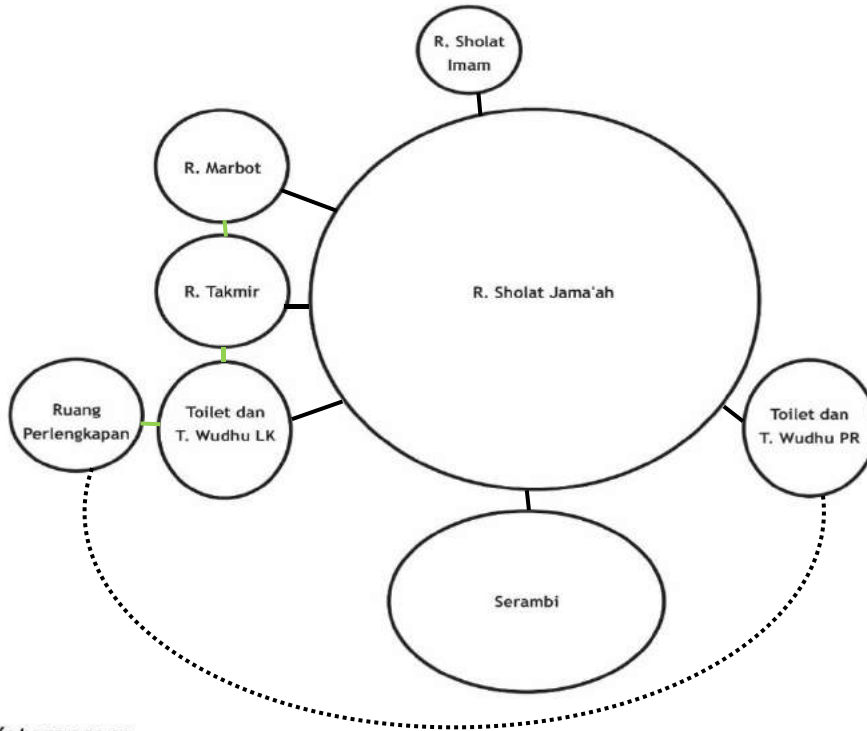 R. Sholat
Imam
R. Marbot
R. Takmir
R. Sholat Jama'ah
Ruang
Perlengkapan
Toilet dan
T. Wudhu LK
Toilet dan
T. Wudhu PR
Serambi